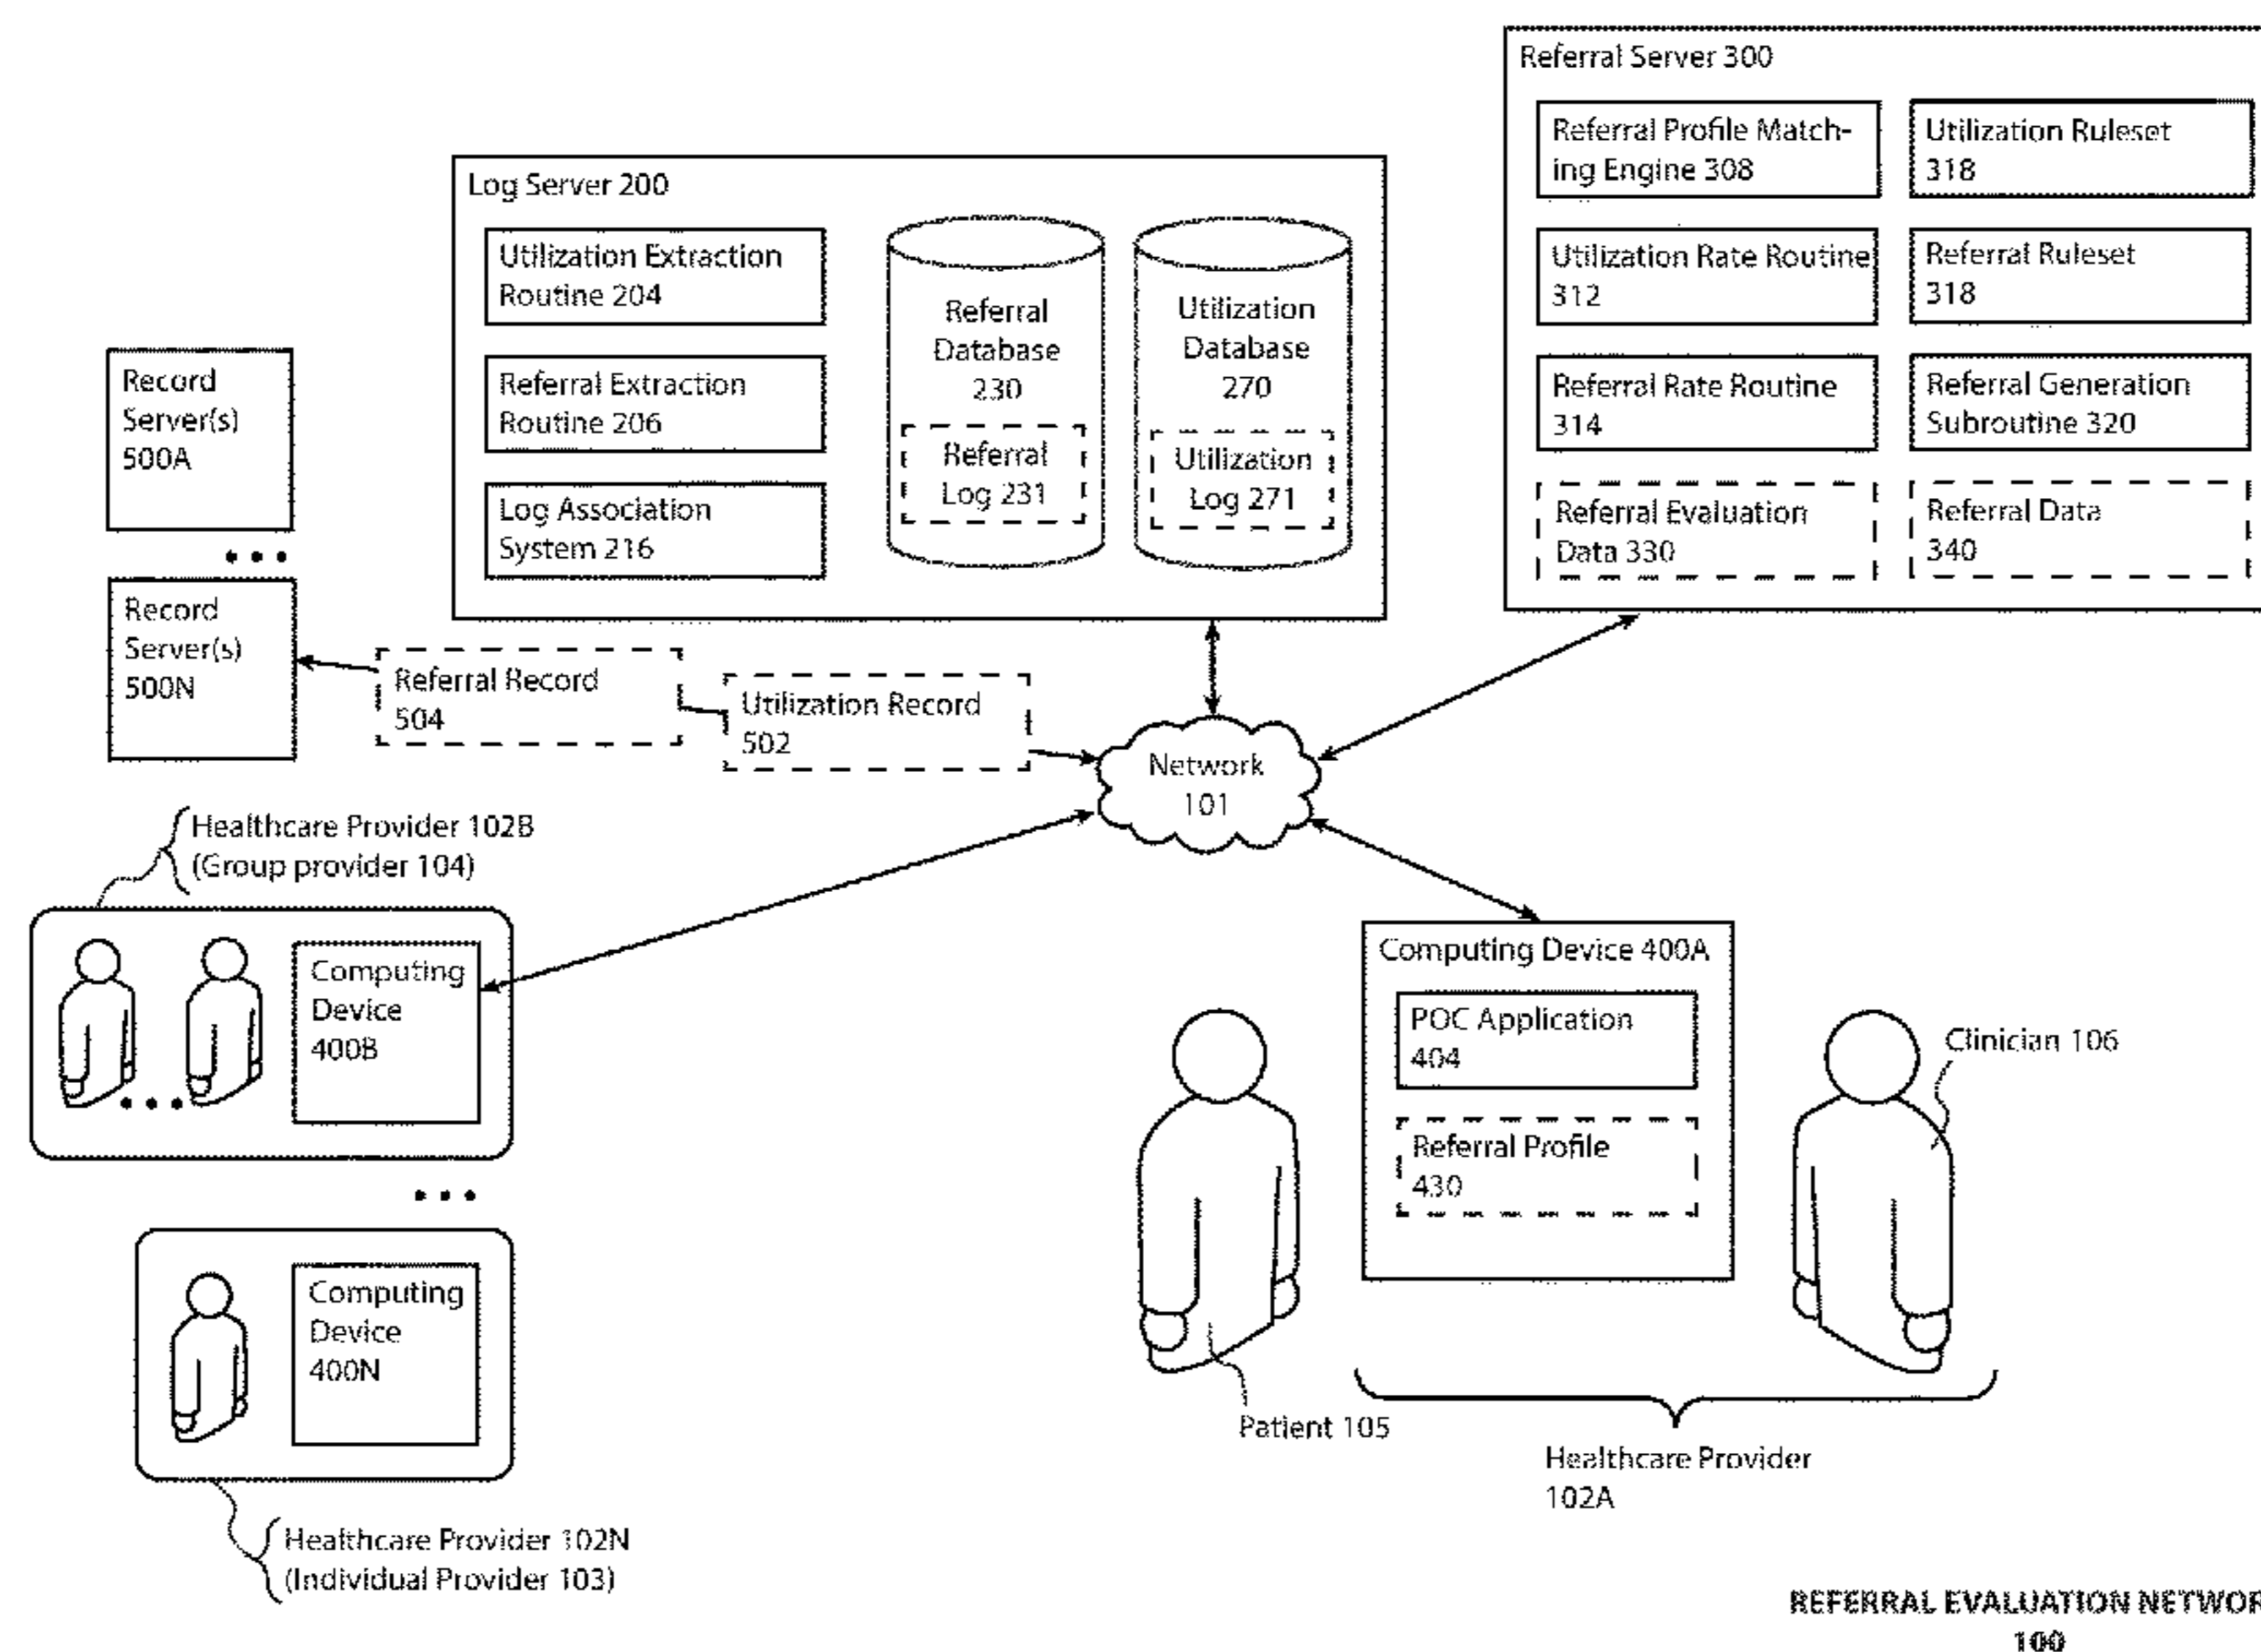 Referral Server 300
Referral Profile Match-
ing Engine 308
Utilization Ruleset
318
Utilization Rate Routine
312
Referral Ruleset
318
Referral Rate Routine
314
Referral Generation
Subroutine 320
Referral Evaluation
Data 330
Referral Data
340
Log Server 200
Utilization Extraction
Routine 204
Referral Extraction
Routine 206
Log Association
System 216
Referral
Database
230
Referral
Log 231
Utilization
Database
270
Utilization
Log 271
Record
Server(s)
500A
Record
Server(s)
500N
Referral Record
504
Utilization Record
502
Network
101
Healthcare Provider 102B
(Group provider 104)
Computing
Device
400B
Computing
Device
400N
Healthcare Provider 102N
(Individual Provider 103)
Computing Device 400A
POC Application
404
Referral Profile
430
Clinician 106
Patient 105
Healthcare Provider
102A
REFERRAL EVALUATION NETWOR
100